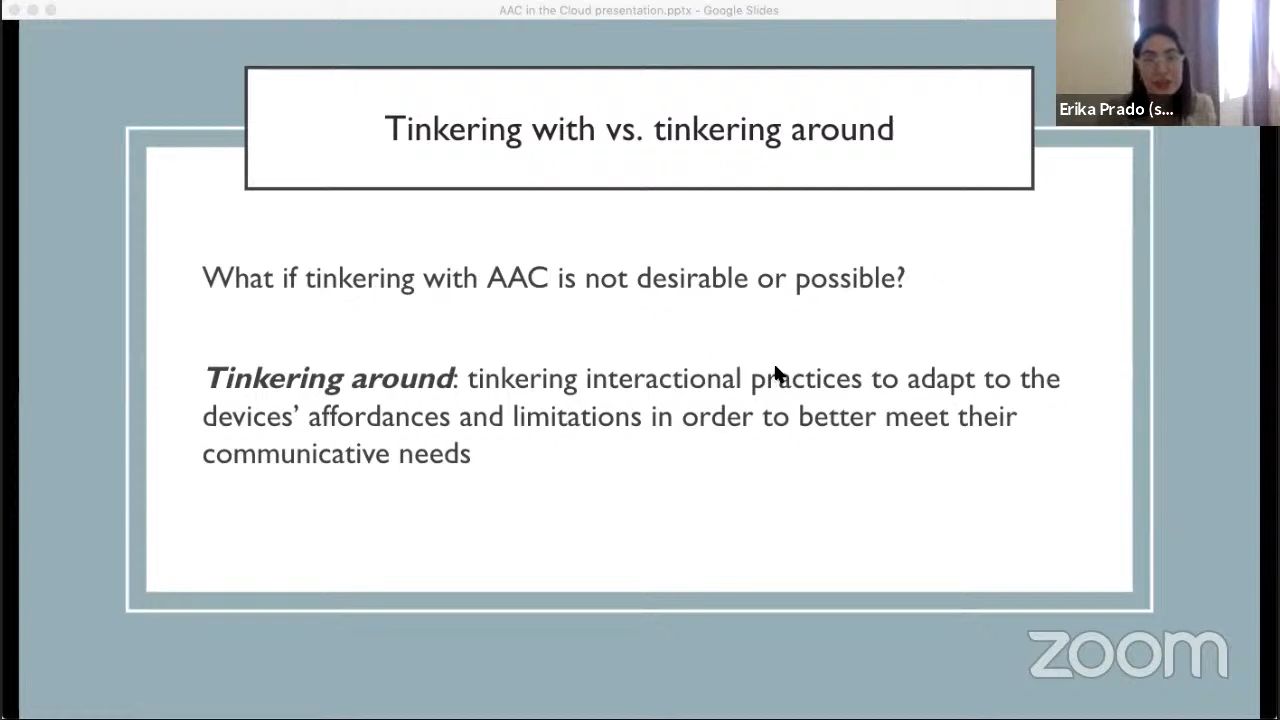 AAC in the Cloud presentation.pptx - Google Slides
Erika Prado (s...
Tinkering with vs. tinkering around
What if tinkering with AAC is not desirable or possible?
Tinkering around: tinkering interactional practices to adapt to the
devices’ affordances and limitations in order to better meet their
communicative needs
zoom